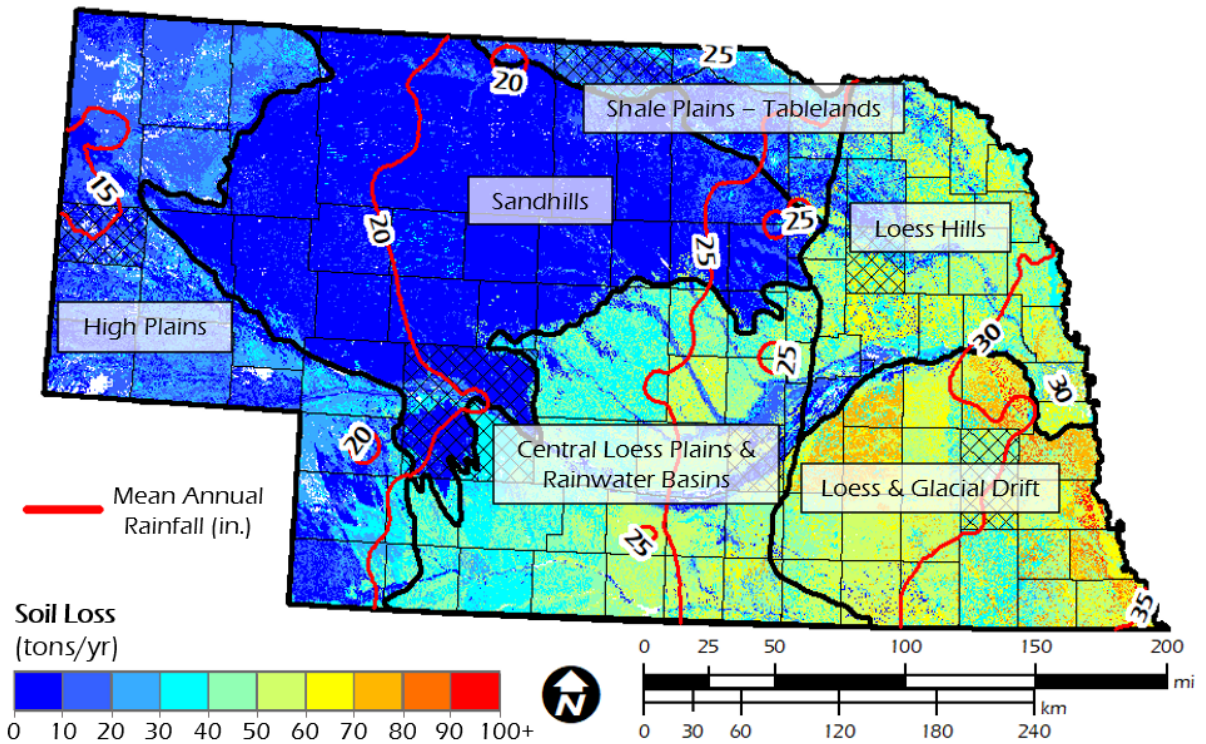 25
20
Shale Plains – Tablelands
15
Sandhills
20
25
25
Loess Hills
High Plains
30
25
30
20
Central Loess Plains &
Rainwater Basins
Loess & Glacial Drift
Mean Annual
Rainfall (in.)
25
35
Soil Loss
(tons/yr)
0 10 20 30 40 50 60 70 80 90 100+
N
0 25 50 100 150 200
mi
km
0 30 60 120 180 240